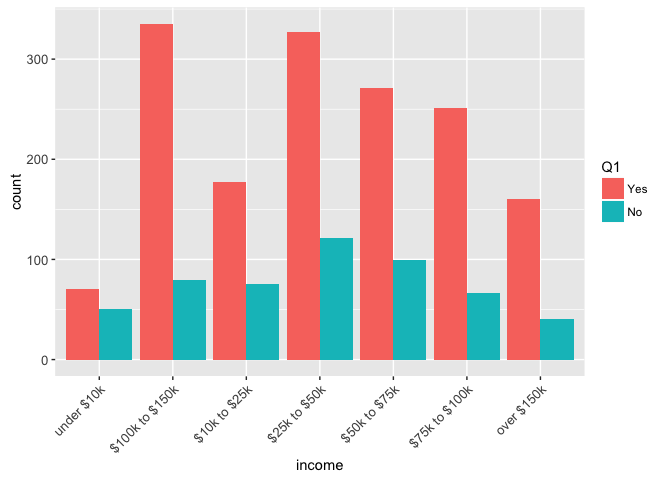 300
200
100
0
count
under $10k
$100k to $150k
$10k to $25k
$25k to $50k
$50k to $75k
$75k to $100k
over $150k
income
Q1
Yes
No